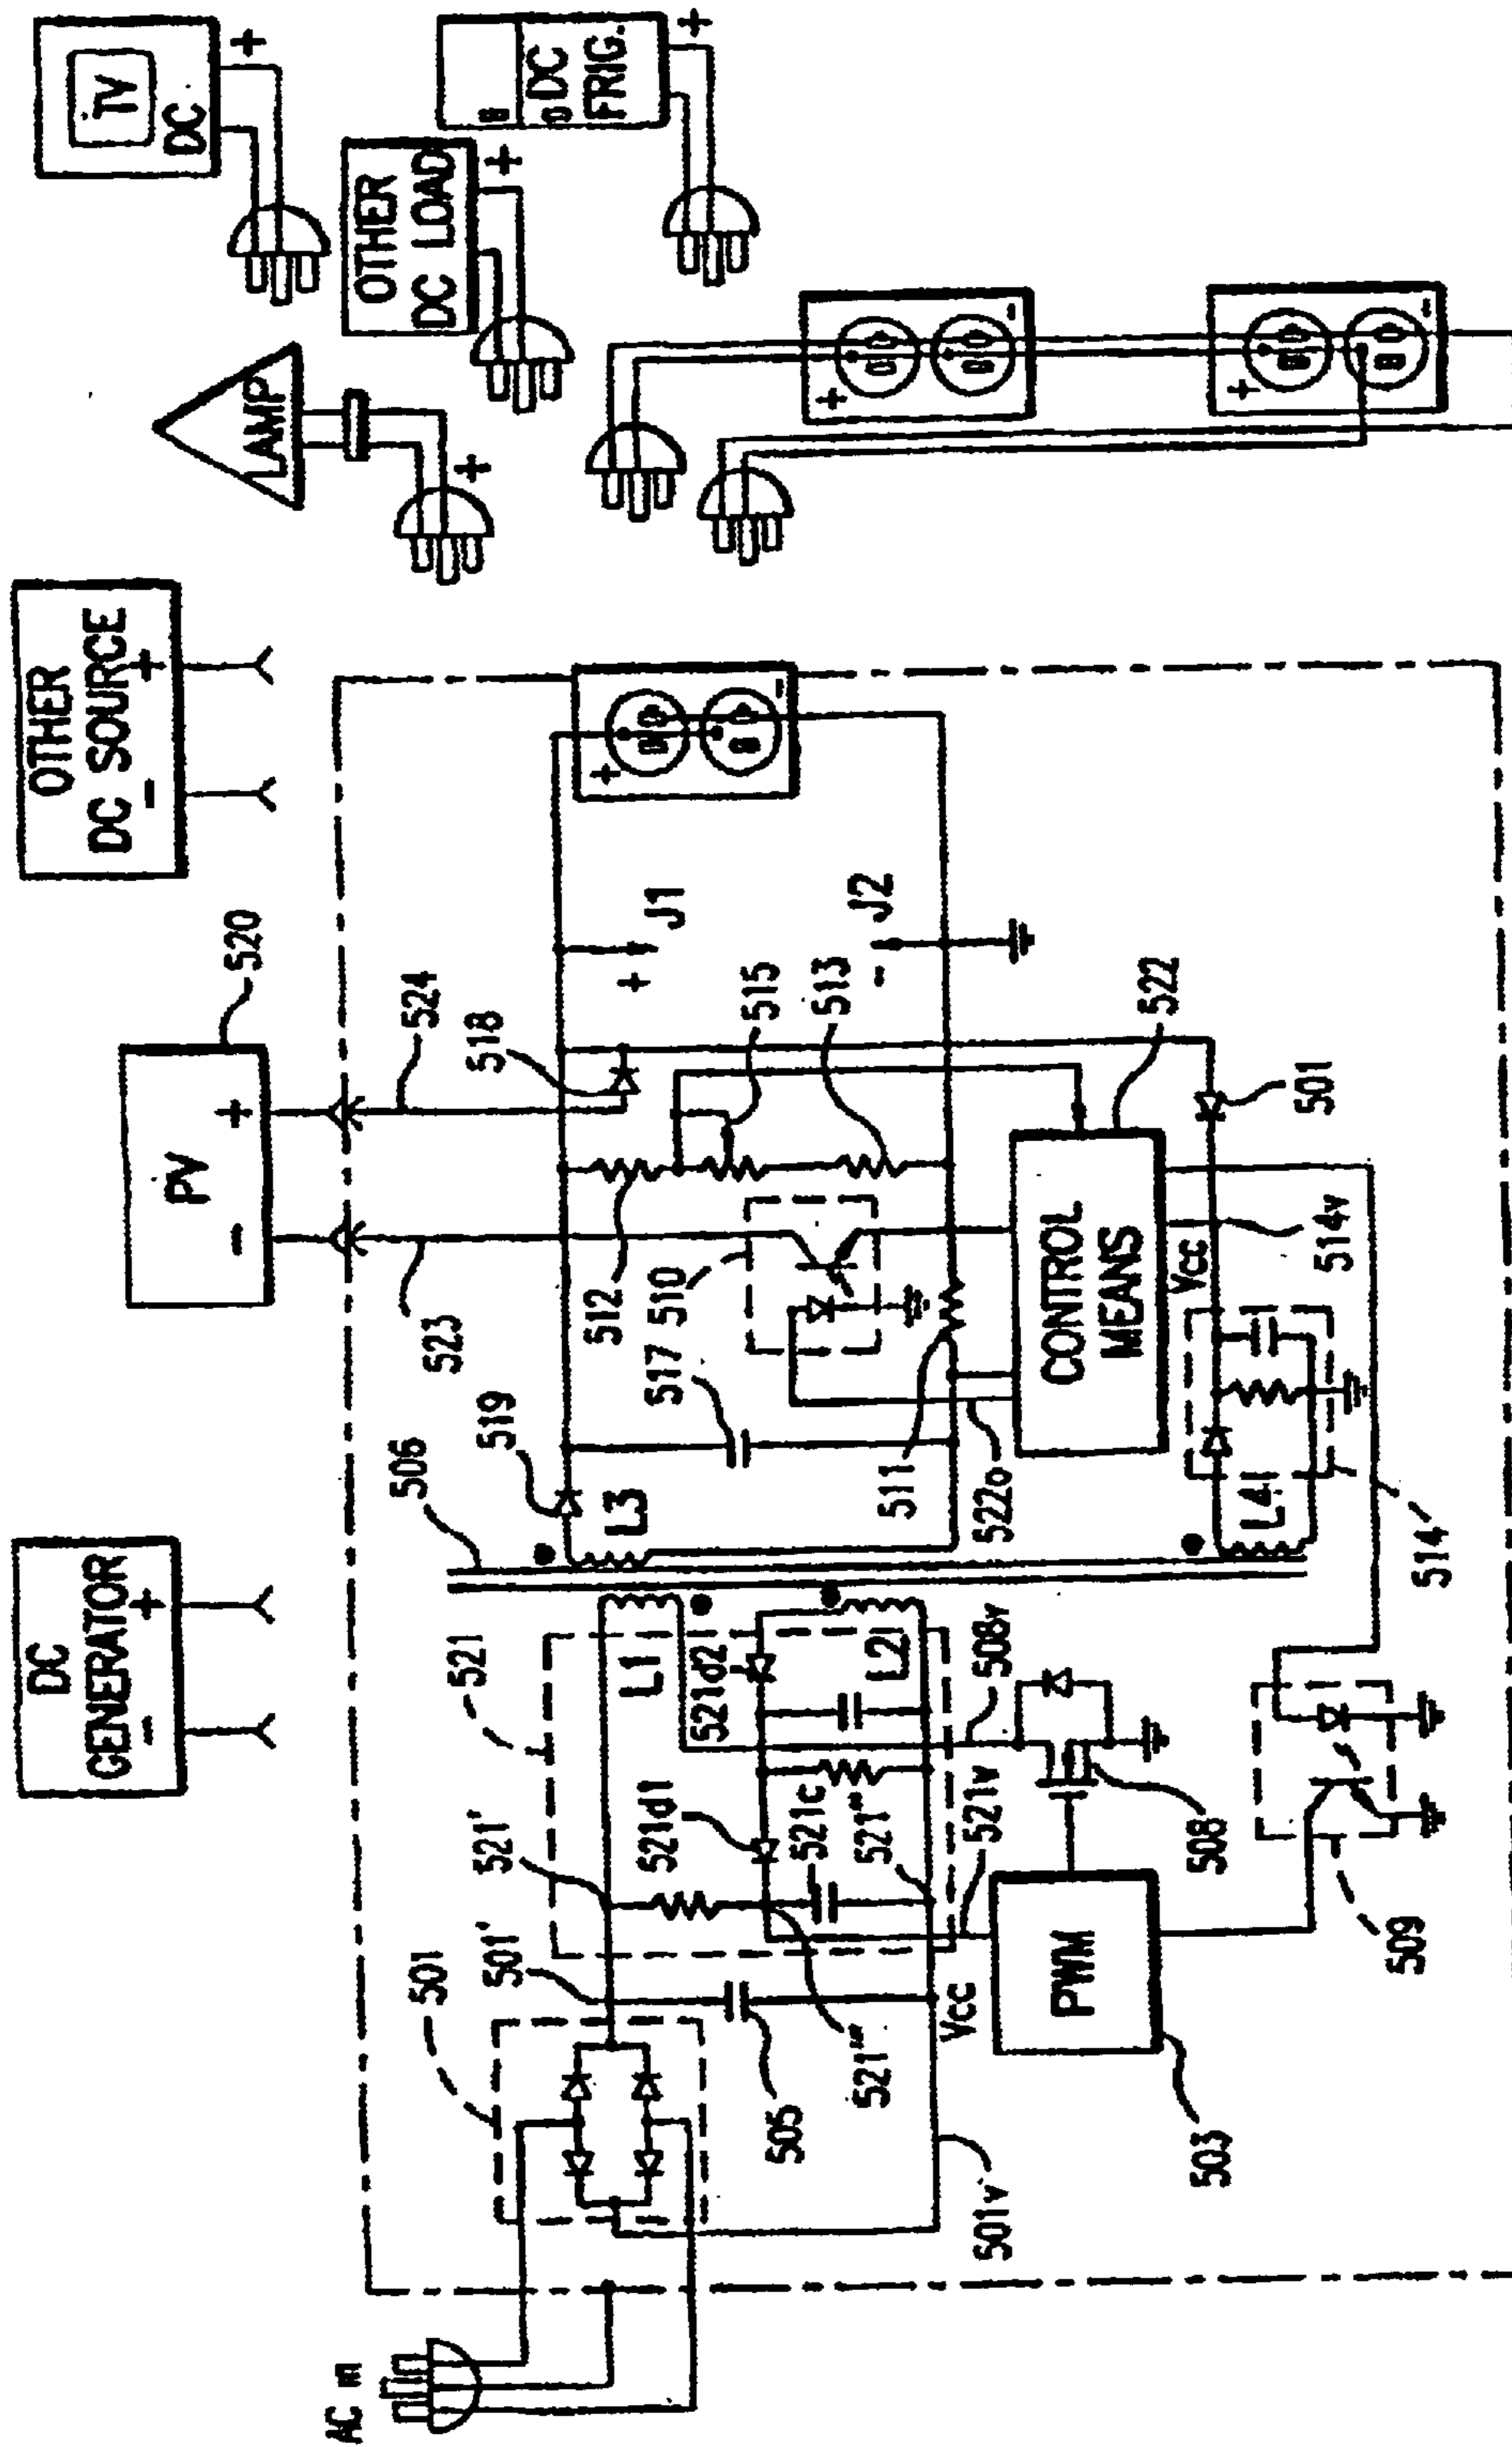 AC in
DC
GENERATOR
- +
PV
- +
520
OTHER
DC SOURCE
- +
LAMP
+
TV
DC
+
OTHER
DC LOAD
+
DC
FRIG.
+
501
501'
521'
521
506
519
523
524
518
521d1
521d2
L1
L3
517
510
512
515
513
+
J1
-
J2
+
-
+
-
+
-
505
521'''
521c
521"
L2
521v
508v
511
522o
522
501v
Vcc
PWM
503
508
509
CONTROL
MEANS
Vcc
L4
514
514v
501